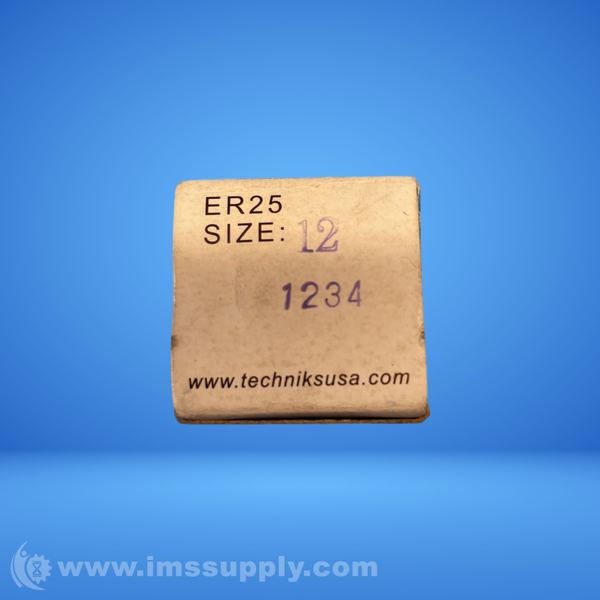 ER25
SIZE: 12
1234
www.techniksusa.com
www.imssupply.com